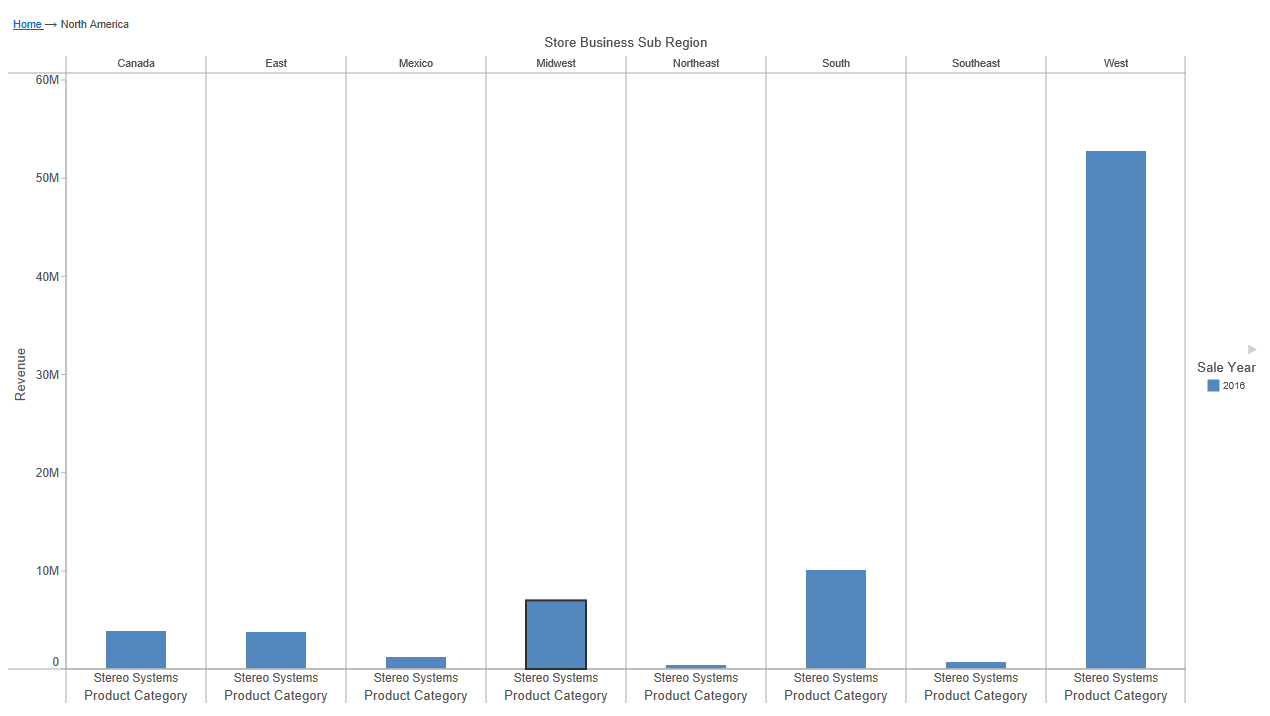 Home → North America
Store Business Sub Region
Canada East Mexico Midwest Northeast South Southeast West
60M
50M
40M
30M
20M
10M
0
Revenue
Stereo Systems Stereo Systems Stereo Systems Stereo Systems Stereo Systems Stereo Systems Stereo Systems Stereo Systems
Product Category Product Category Product Category Product Category Product Category Product Category Product Category Product Category
Sale Year
2016